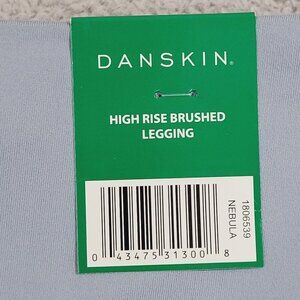 DANSKIN®
HIGH RISE BRUSHED
LEGGING
0 43475 31300 8
1806539
NEBULA